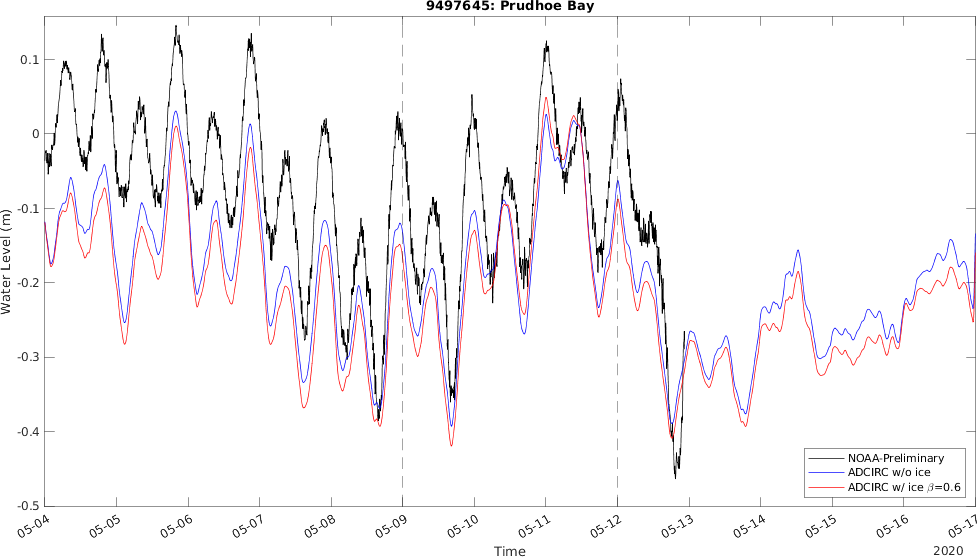 9497645: Prudhoe Bay
Water Level (m)
0.1
0
-0.1
-0.2
-0.3
-0.4
-0.5
NOAA-Preliminary
ADCIRC w/o ice
ADCIRC w/ ice β=0.6
05-04 05-05 05-06 05-07 05-08 05-09 05-10 05-11 05-12 05-13 05-14 05-15 05-16 05-17
Time
2020